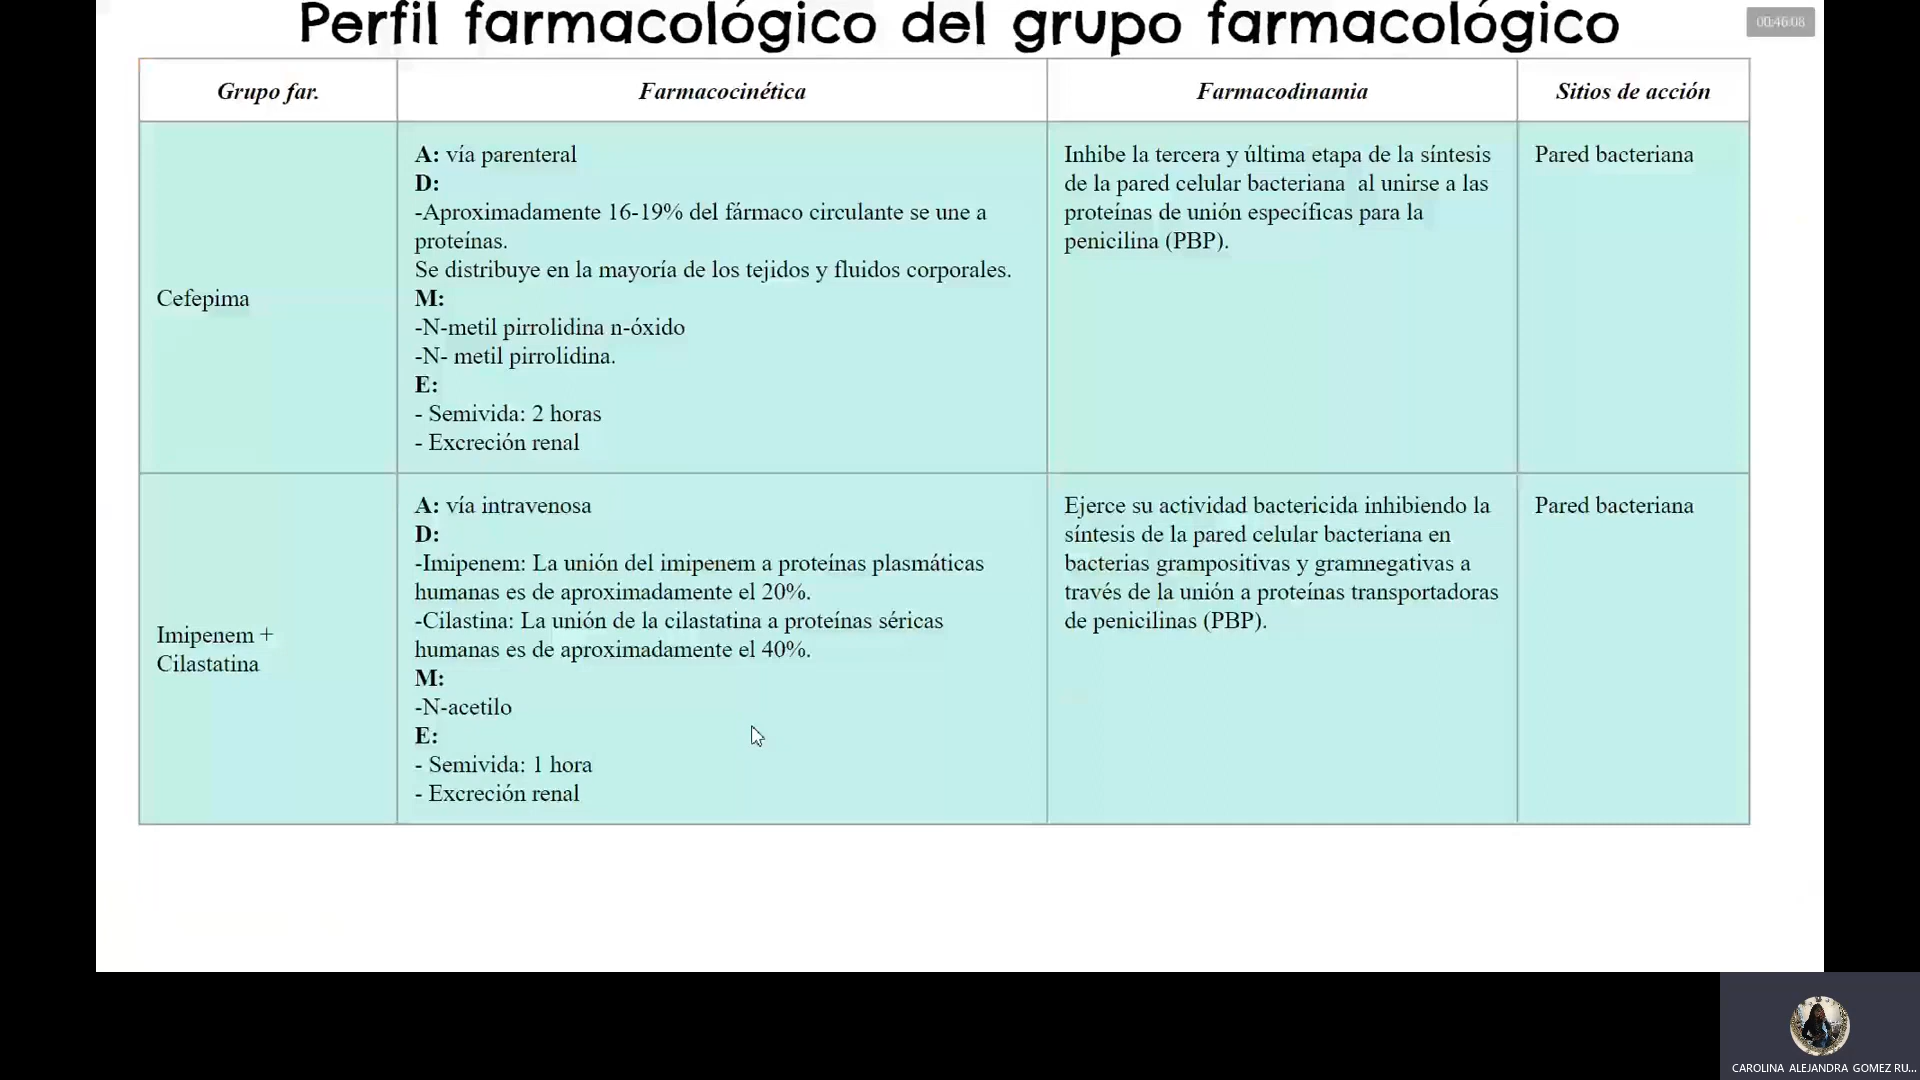 Perfil farmacológico del grupo farmacológico
00:46:08
Grupo far.
Farmacocinética
Farmacodinamia
Sitios de acción
Cefepima
A: vía parenteral
D:
-Aproximadamente 16-19% del fármaco circulante se une a
proteínas.
Se distribuye en la mayoría de los tejidos y fluidos corporales.
M:
-N-metil pirrolidina n-óxido
-N- metil pirrolidina.
E:
- Semivida: 2 horas
- Excreción renal
Inhibe la tercera y última etapa de la síntesis
de la pared celular bacteriana  al unirse a las
proteínas de unión específicas para la
penicilina (PBP).
Pared bacteriana
Imipenem +
Cilastatina
A: vía intravenosa
D:
-Imipenem: La unión del imipenem a proteínas plasmáticas
humanas es de aproximadamente el 20%.
-Cilastina: La unión de la cilastatina a proteínas séricas
humanas es de aproximadamente el 40%.
M:
-N-acetilo
E:
- Semivida: 1 hora
- Excreción renal
Ejerce su actividad bactericida inhibiendo la
síntesis de la pared celular bacteriana en
bacterias grampositivas y gramnegativas a
través de la unión a proteínas transportadoras
de penicilinas (PBP).
Pared bacteriana
CAROLINA ALEJANDRA GOMEZ RU...